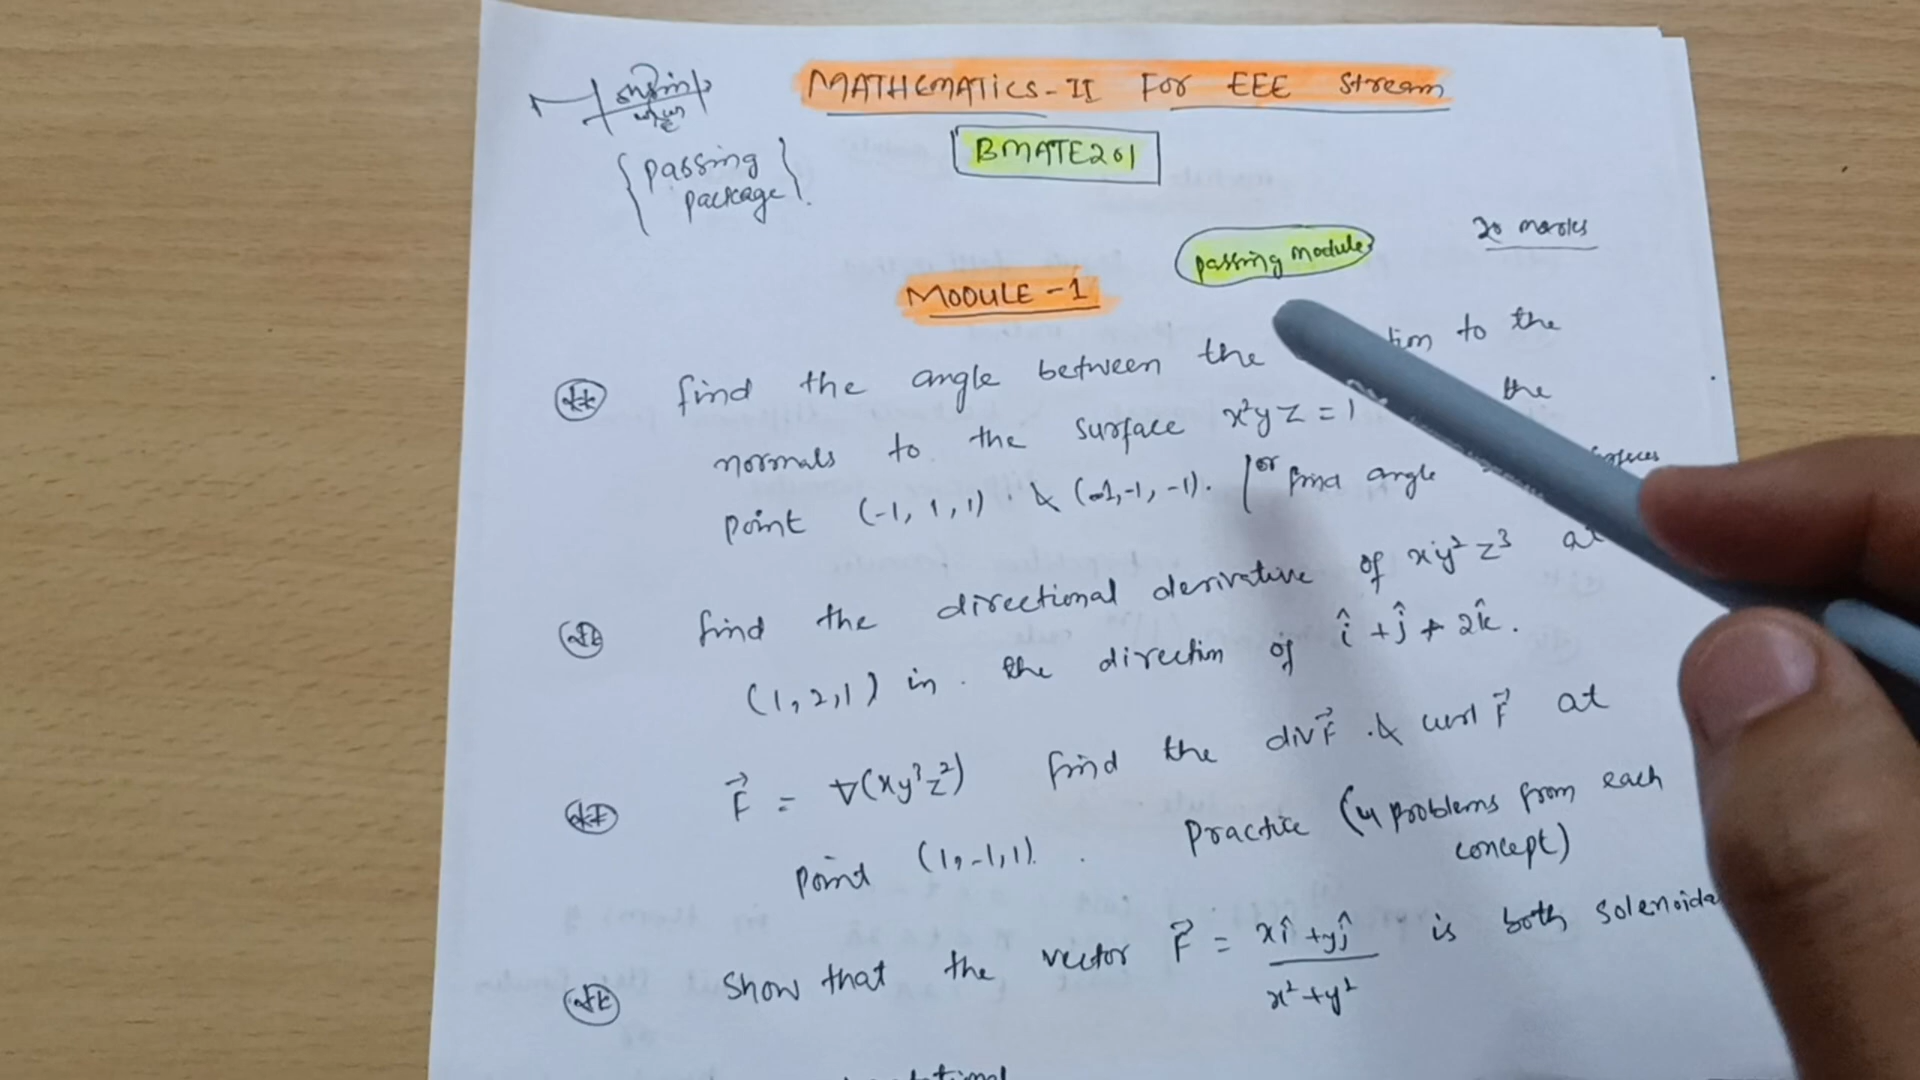 MATHEMATICS-II For EEE Stream
BMATE201
{Passing
package}.
Passing module
20 marks
MODULE-1
find the angle between the to the
normals to the surface x²yz=1 the
point (-1, 1, 1) & (-1, -1, -1). or find angle
find the directional derivative of xy²z³ at
(1, 2, 1) in the direction of î + ĵ + 2k̂.
F⃗ = ∇(xy³z²) find the div F⃗ & curl F⃗ at
point (1, -1, 1). Practice (4 problems from each
concept)
Show that the vector F⃗ = (xî + yĵ)/(x² + y²) is both solenoida